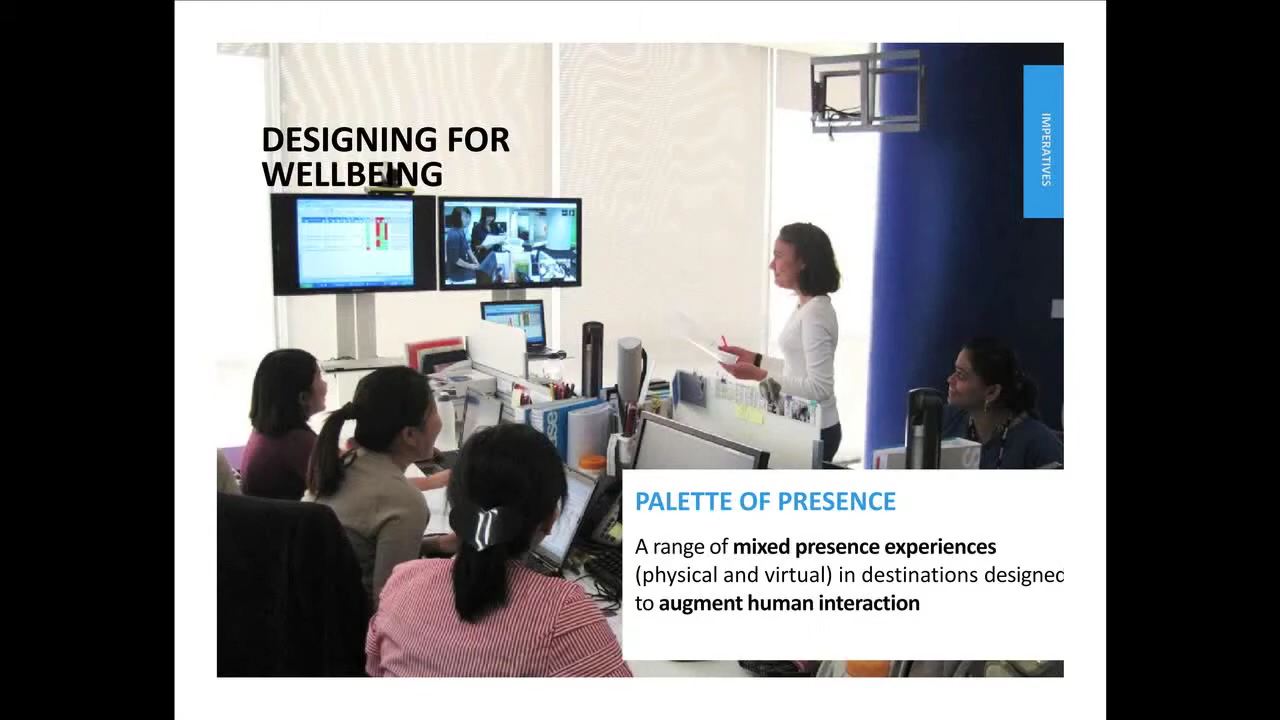 DESIGNING FOR
WELLBEING
IMPERATIVES
PALETTE OF PRESENCE
A range of mixed presence experiences
(physical and virtual) in destinations designed
to augment human interaction